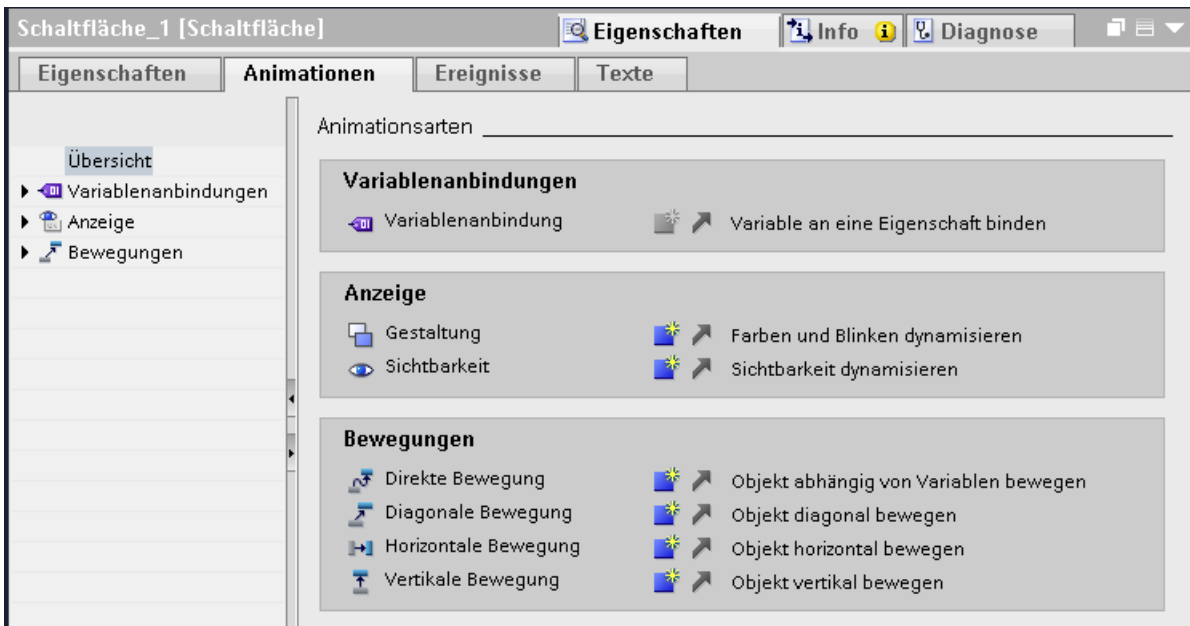 Schaltfläche_1 [Schaltfläche]
Eigenschaften
Info
Diagnose
Eigenschaften
Animationen
Ereignisse
Texte
Übersicht
Variablenanbindungen
Anzeige
Bewegungen
Animationsarten
Variablenanbindungen
Variablenanbindung Variable an eine Eigenschaft binden
Anzeige
Gestaltung Farben und Blinken dynamisieren
Sichtbarkeit Sichtbarkeit dynamisieren
Bewegungen
Direkte Bewegung Objekt abhängig von Variablen bewegen
Diagonale Bewegung Objekt diagonal bewegen
Horizontale Bewegung Objekt horizontal bewegen
Vertikale Bewegung Objekt vertikal bewegen